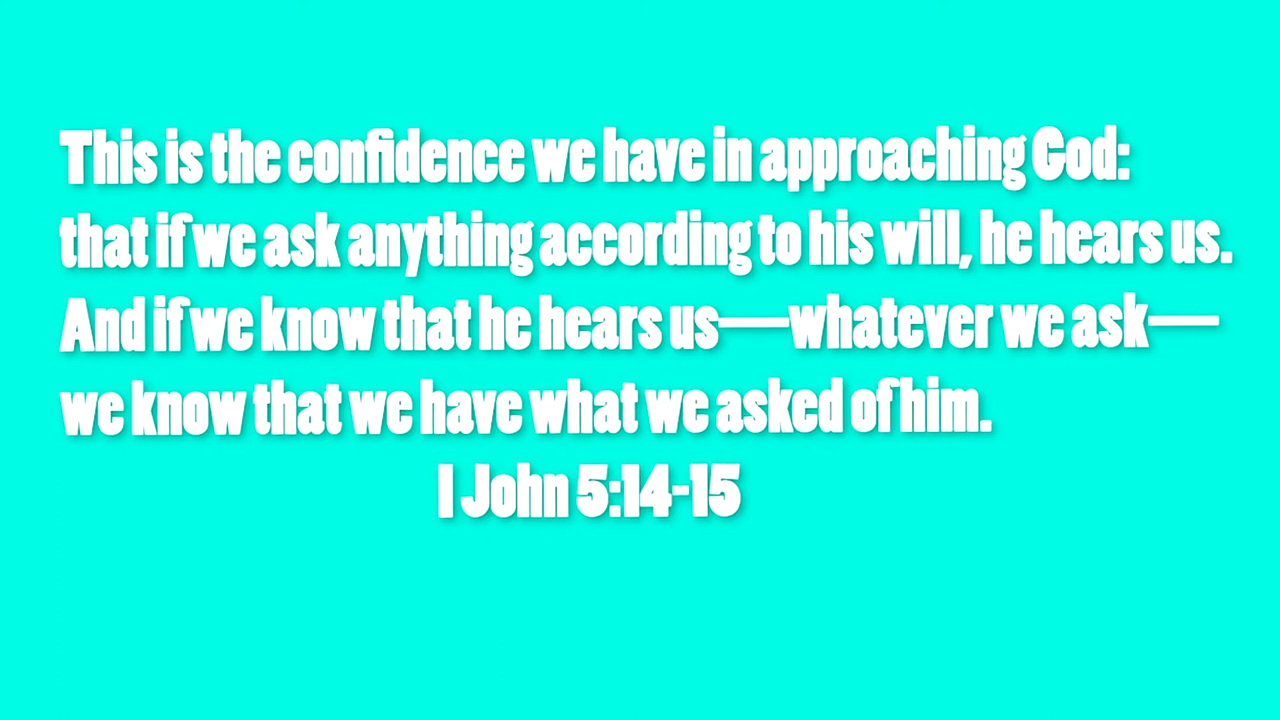 This is the confidence we have in approaching God:
that if we ask anything according to his will, he hears us.
And if we know that he hears us—whatever we ask—
we know that we have what we asked of him.
I John 5:14-15